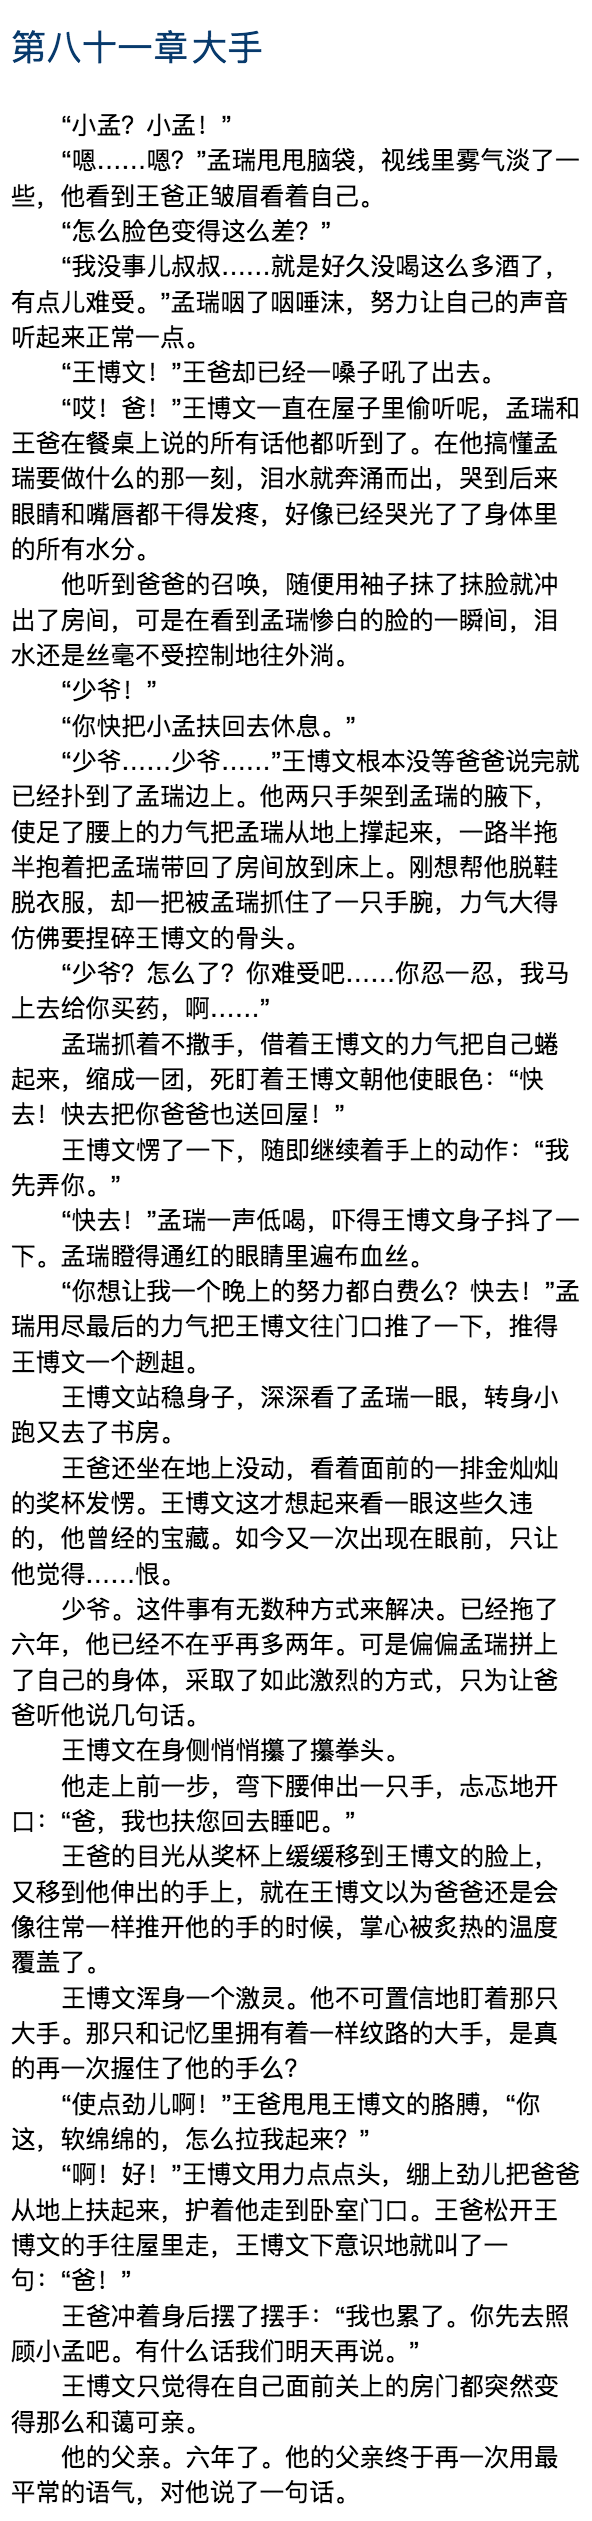 第八十一章 大手
“小孟？小孟！”
“嗯……嗯？”孟瑞甩甩脑袋，视线里雾气淡了一
些，他看到王爸正皱眉看着自己。
“怎么脸色变得这么差？”
“我没事儿叔叔……就是好久没喝这么多酒了，
有点儿难受。”孟瑞咽了咽唾沫，努力让自己的声音
听起来正常一点。
“王博文！”王爸却已经一嗓子吼了出去。
“哎！爸！”王博文一直在屋子里偷听呢，孟瑞和
王爸在餐桌上说的所有话他都听到了。在他搞懂孟
瑞要做什么的那一刻，泪水就奔涌而出，哭到后来
眼睛和嘴唇都干得发疼，好像已经哭光了了身体里
的所有水分。
他听到爸爸的召唤，随便用袖子抹了抹脸就冲
出了房间，可是在看到孟瑞惨白的脸的一瞬间，泪
水还是丝毫不受控制地往外淌。
“少爷！”
“你快把小孟扶回去休息。”
“少爷……少爷……”王博文根本没等爸爸说完就
已经扑到了孟瑞边上。他两只手架到孟瑞的腋下，
使足了腰上的力气把孟瑞从地上撑起来，一路半拖
半抱着把孟瑞带回了房间放到床上。刚想帮他脱鞋
脱衣服，却一把被孟瑞抓住了一只手腕，力气大得
仿佛要捏碎王博文的骨头。
“少爷？怎么了？你难受吧……你忍一忍，我马
上去给你买药，啊……”
孟瑞抓着不撒手，借着王博文的力气把自己蜷
起来，缩成一团，死盯着王博文朝他使眼色：“快
去！快去把你爸爸也送回屋！”
王博文愣了一下，随即继续着手上的动作：“我
先弄你。”
“快去！”孟瑞一声低喝，吓得王博文身子抖了一
下。孟瑞瞪得通红的眼睛里遍布血丝。
“你想让我一个晚上的努力都白费么？快去！”孟
瑞用尽最后的力气把王博文往门口推了一下，推得
王博文一个趔趄。
王博文站稳身子，深深看了孟瑞一眼，转身小
跑又去了书房。
王爸还坐在地上没动，看着面前的一排金灿灿
的奖杯发愣。王博文这才想起来看一眼这些久违
的，他曾经的宝藏。如今又一次出现在眼前，只让
他觉得……恨。
少爷。这件事有无数种方式来解决。已经拖了
六年，他已经不在乎再多两年。可是偏偏孟瑞拼上
了自己的身体，采取了如此激烈的方式，只为让爸
爸听他说几句话。
王博文在身侧悄悄攥了攥拳头。
他走上前一步，弯下腰伸出一只手，忐忑地开
口：“爸，我也扶您回去睡吧。”
王爸的目光从奖杯上缓缓移到王博文的脸上，
又移到他伸出的手上，就在王博文以为爸爸还是会
像往常一样推开他的手的时候，掌心被炙热的温度
覆盖了。
王博文浑身一个激灵。他不可置信地盯着那只
大手。那只和记忆里拥有着一样纹路的大手，是真
的再一次握住了他的手么？
“使点劲儿啊！”王爸甩甩王博文的胳膊，“你
这，软绵绵的，怎么拉我起来？”
“啊！好！”王博文用力点点头，绷上劲儿把爸爸
从地上扶起来，护着他走到卧室门口。王爸松开王
博文的手往屋里走，王博文下意识地就叫了一
句：“爸！”
王爸冲着身后摆了摆手：“我也累了。你先去照
顾小孟吧。有什么话我们明天再说。”
王博文只觉得在自己面前关上的房门都突然变
得那么和蔼可亲。
他的父亲。六年了。他的父亲终于再一次用最
平常的语气，对他说了一句话。